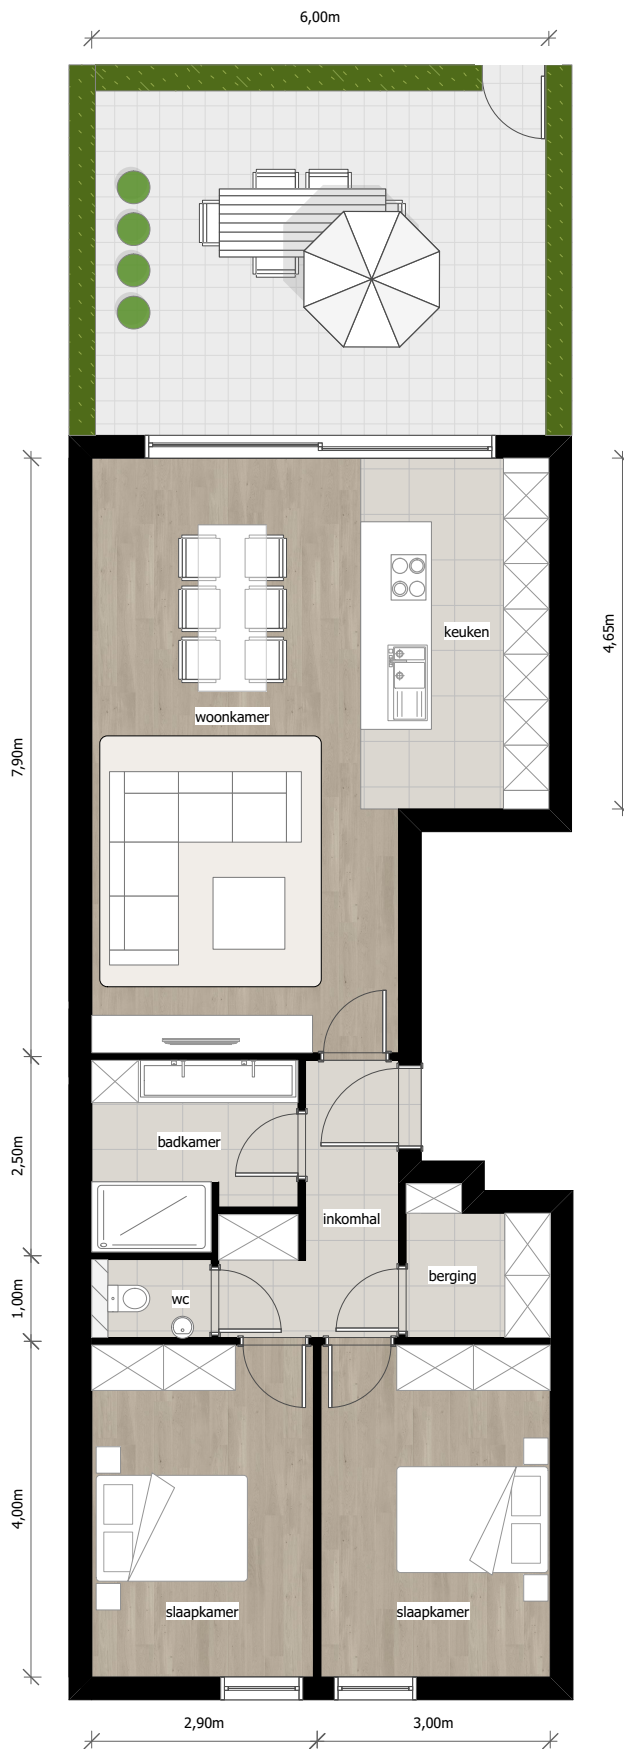 6,00m
keuken
4,65m
woonkamer
7,90m
badkamer
2,50m
inkomhal
berging
wc
1,00m
4,00m
slaapkamer
slaapkamer
2,90m
3,00m